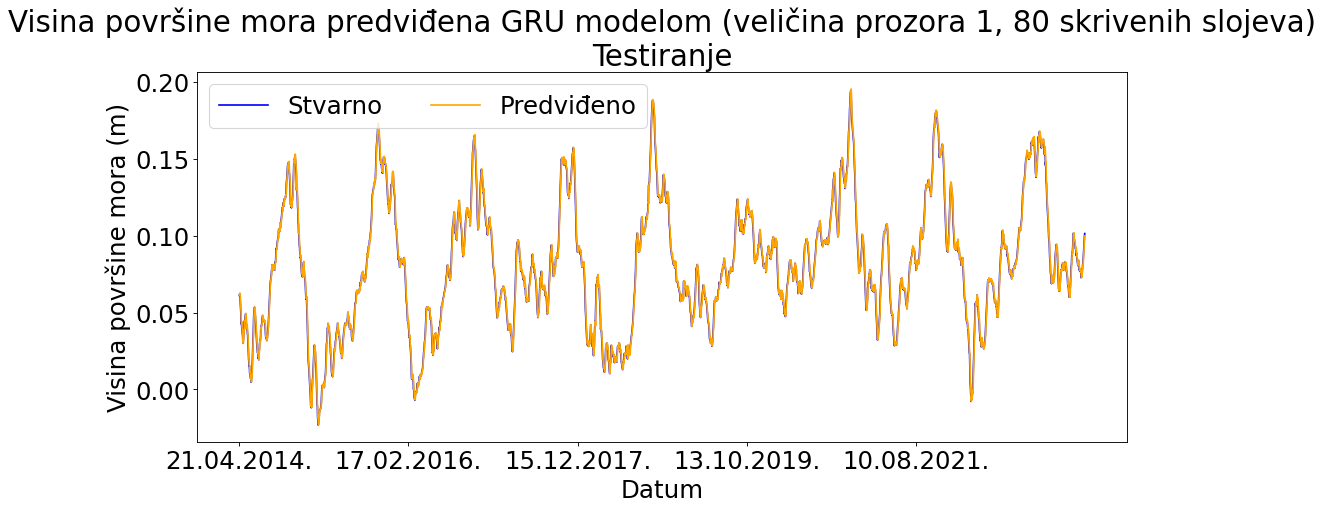 Visina površine mora predviđena GRU modelom (veličina prozora 1, 80 skrivenih slojeva)
Testiranje
Stvarno Predviđeno
Visina površine mora (m)
0.20
0.15
0.10
0.05
0.00
21.04.2014. 17.02.2016. 15.12.2017. 13.10.2019. 10.08.2021.
Datum